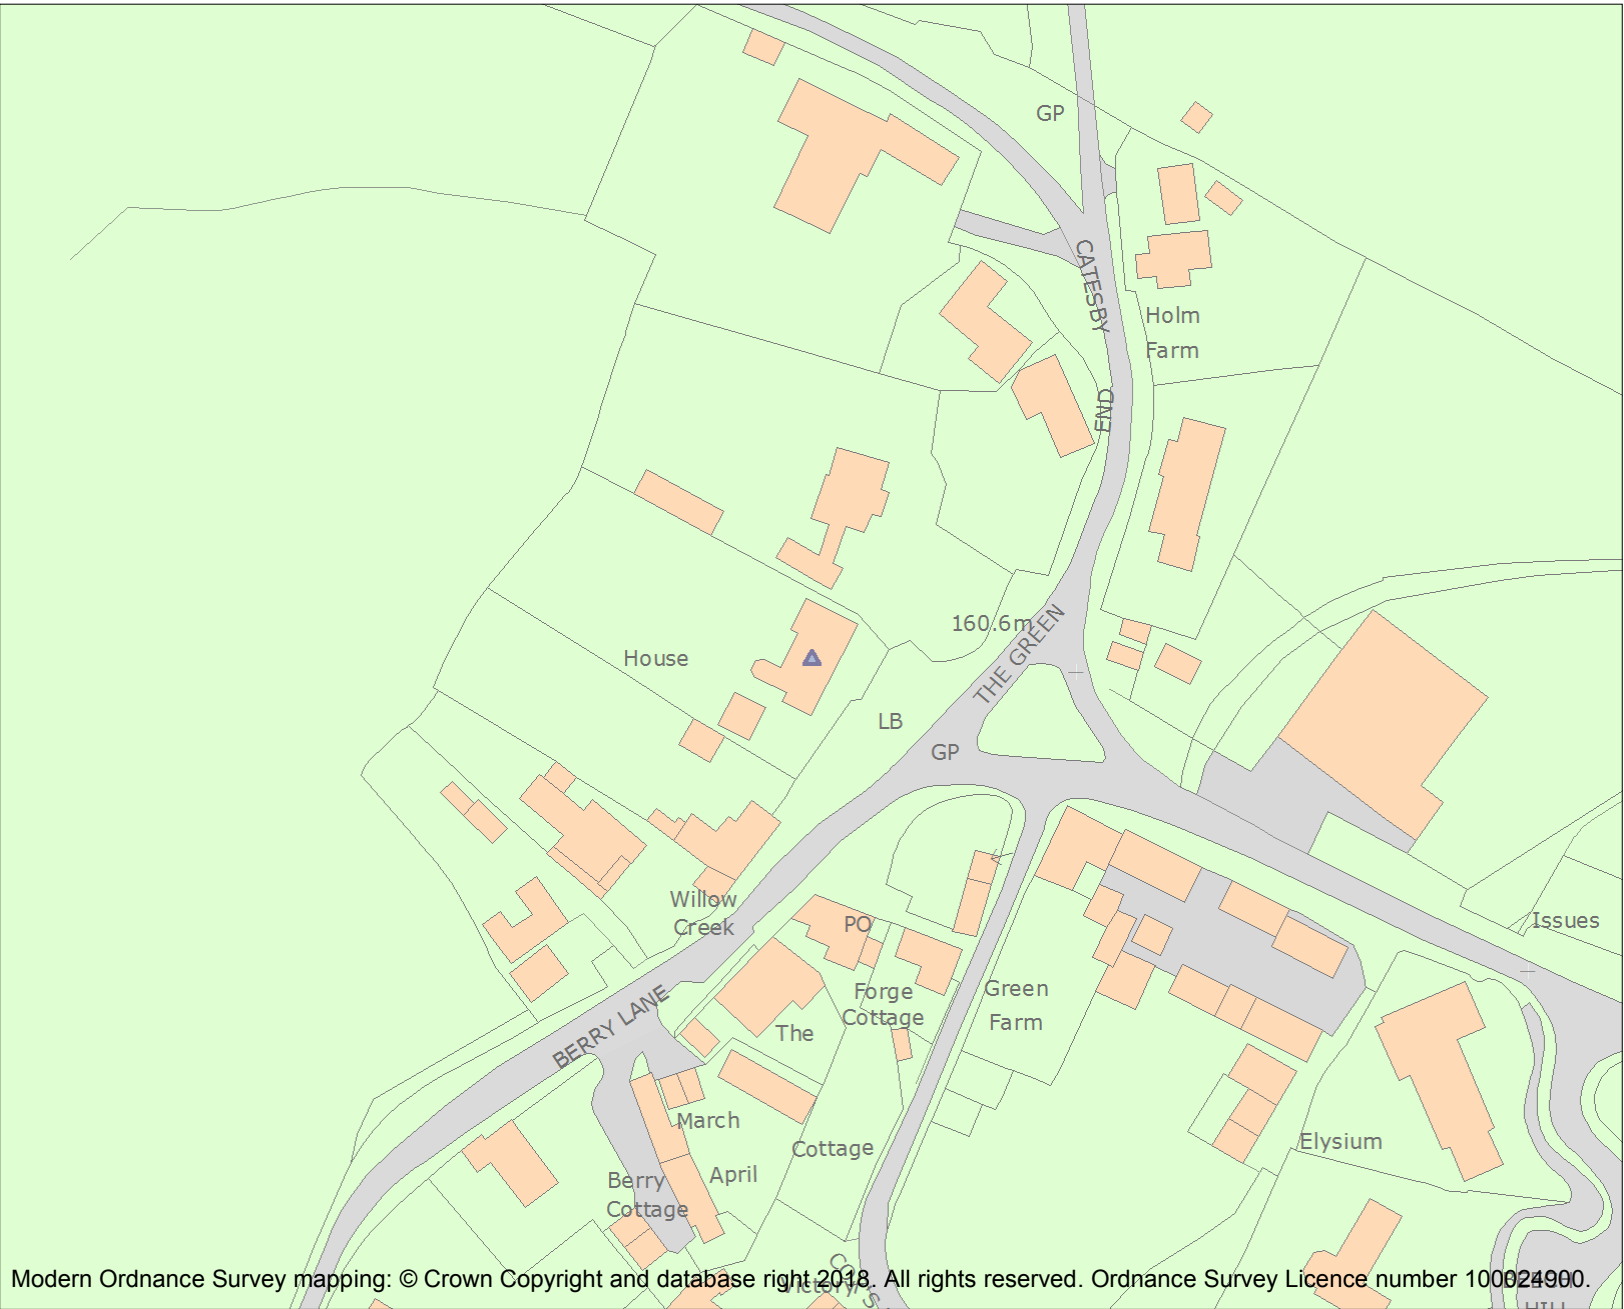 GP
CATESBY
Holm
Farm
END
160.6m
THE GREEN
House
LB
GP
Willow
Creek
PO
Issues
Forge
Cottage
Green
Farm
BERRY LANE
The
March
Cottage
April
Elysium
Berry
Cottage
Victory
HILL
Modern Ordnance Survey mapping: © Crown Copyright and database right 2018. All rights reserved. Ordnance Survey Licence number 100024900.